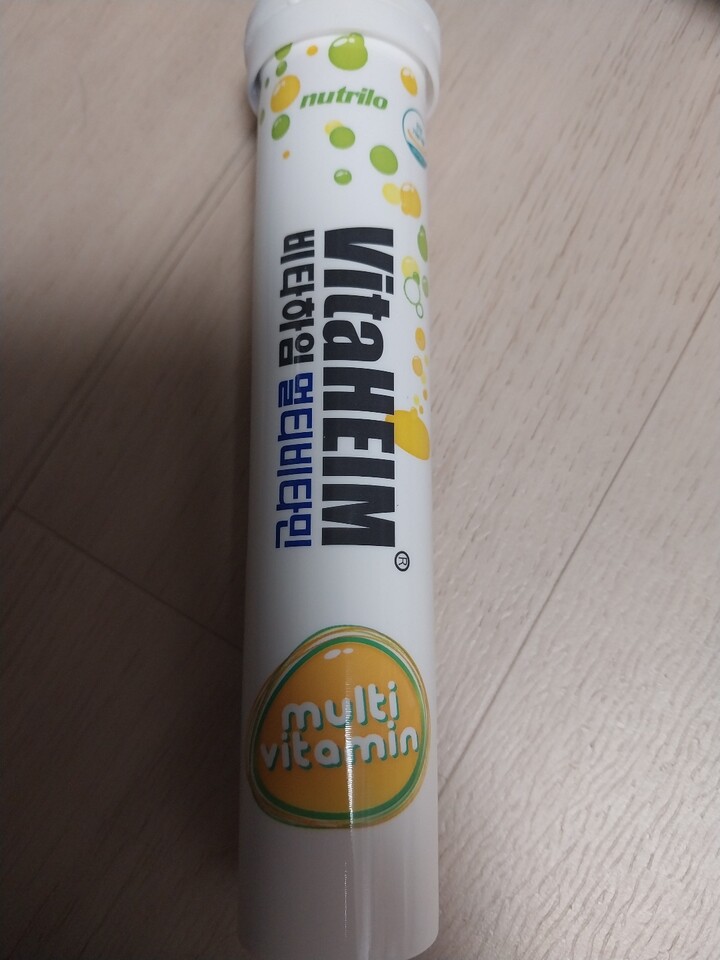 nutrilo
VitaHEIM®
비타하임 멀티비타민
multi
vitamin